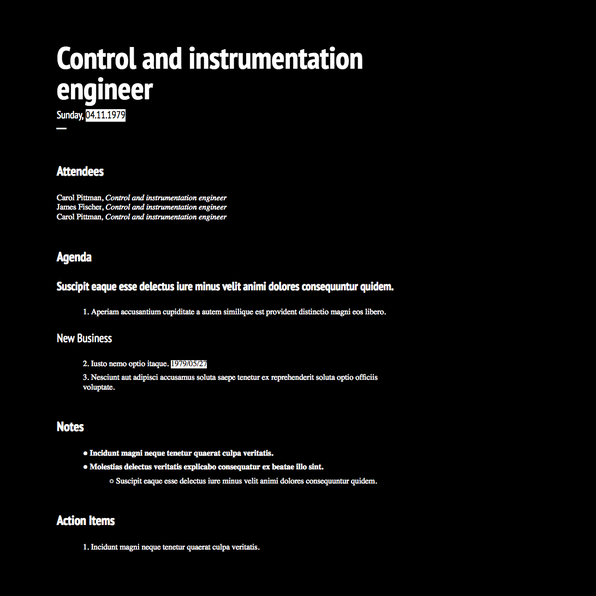 Control and instrumentation
engineer
Sunday, 04.11.1979
Attendees
Carol Pittman, Control and instrumentation engineer
James Fischer, Control and instrumentation engineer
Carol Pittman, Control and instrumentation engineer
Agenda
Suscipit eaque esse delectus iure minus velit animi dolores consequuntur quidem.
1. Aperiam accusantium cupiditate a autem similique est provident distinctio magni eos libero.
New Business
2. Iusto nemo optio itaque. 1979/05/27
3. Nesciunt aut adipisci accusamus soluta saepe tenetur ex reprehenderit soluta optio officiis
voluptate.
Notes
● Incidunt magni neque tenetur quaerat culpa veritatis.
● Molestias delectus veritatis explicabo consequatur ex beatae illo sint.
○ Suscipit eaque esse delectus iure minus velit animi dolores consequuntur quidem.
Action Items
1. Incidunt magni neque tenetur quaerat culpa veritatis.